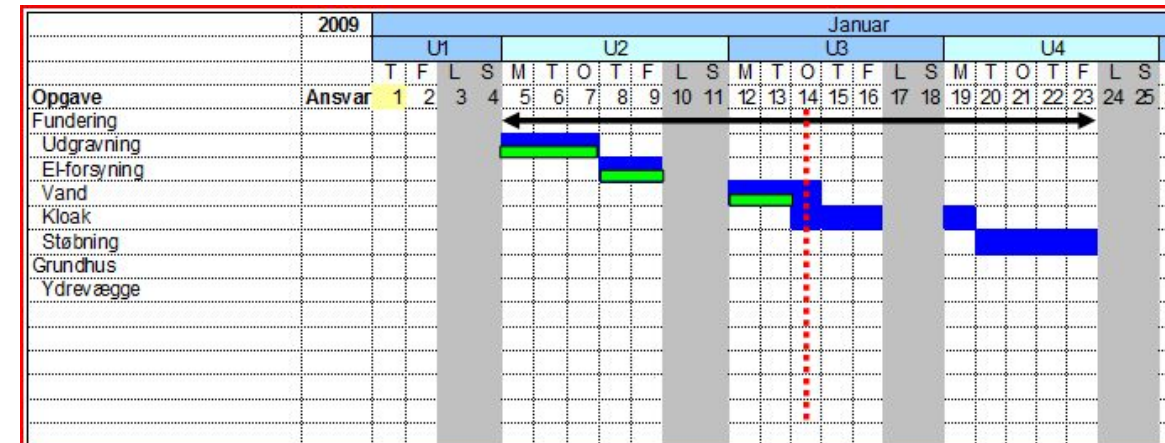 2009 Januar
U1 U2 U3 U4
T F L S M T O T F L S M T O T F L S M T O T F L S
Opgave Ansvar 1 2 3 4 5 6 7 8 9 10 11 12 13 14 15 16 17 18 19 20 21 22 23 24 25
Fundering
Udgravning
El-forsyning
Vand
Kloak
Støbning
Grundhus
Ydrevægge